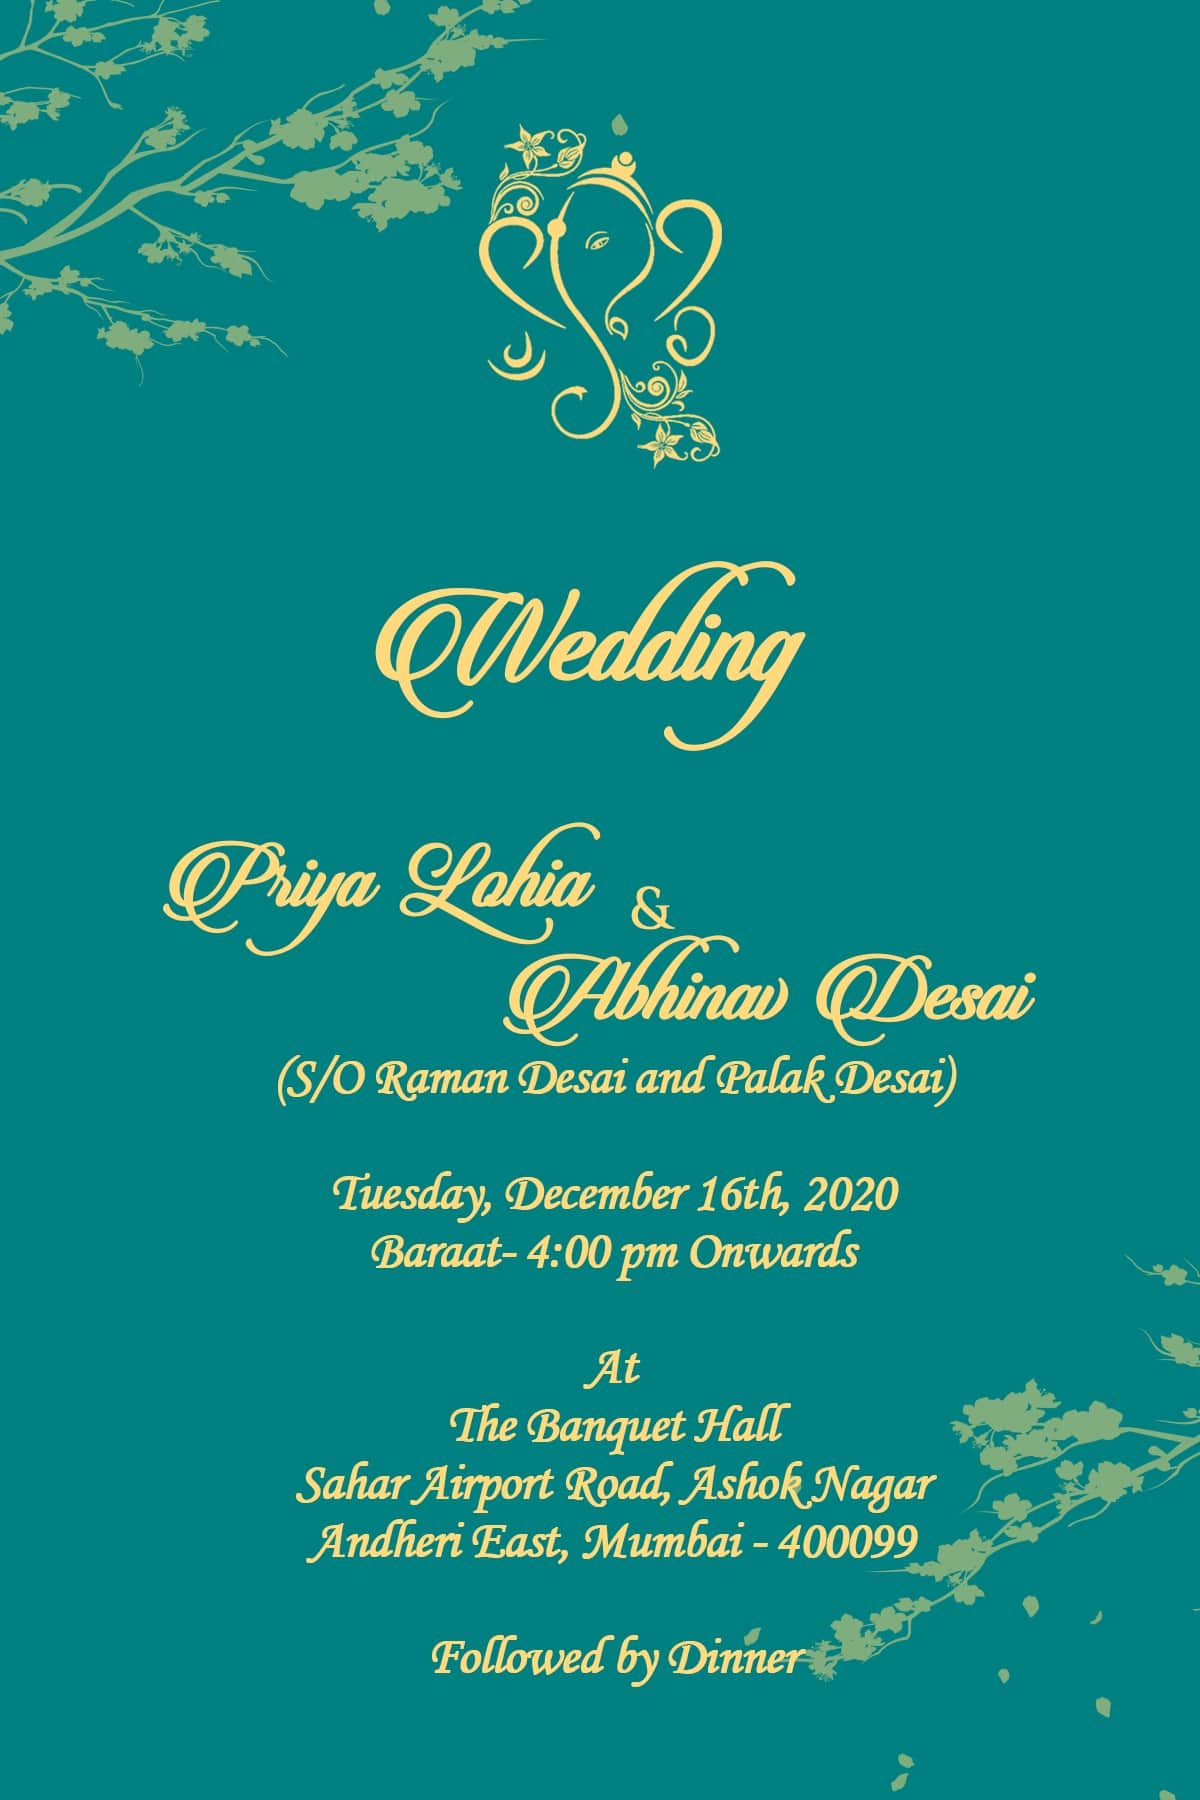 Wedding
Priya Lohia
&
Abhinav Desai
(S/O Raman Desai and Palak Desai)
Tuesday, December 16th, 2020
Baraat- 4:00 pm Onwards
At
The Banquet Hall
Sahar Airport Road, Ashok Nagar
Andheri East, Mumbai - 400099
Followed by Dinner